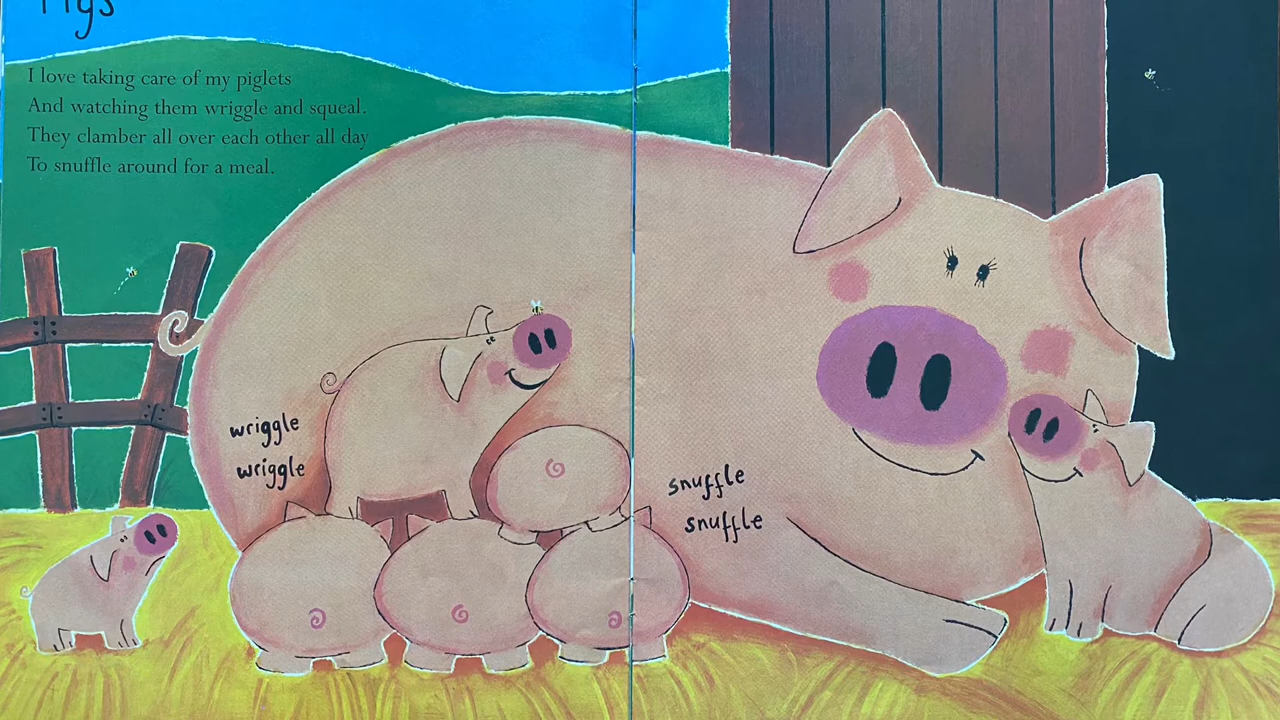 Pigs
I love taking care of my piglets
And watching them wriggle and squeal.
They clamber all over each other all day
To snuffle around for a meal.
wriggle
wriggle
snuffle
snuffle